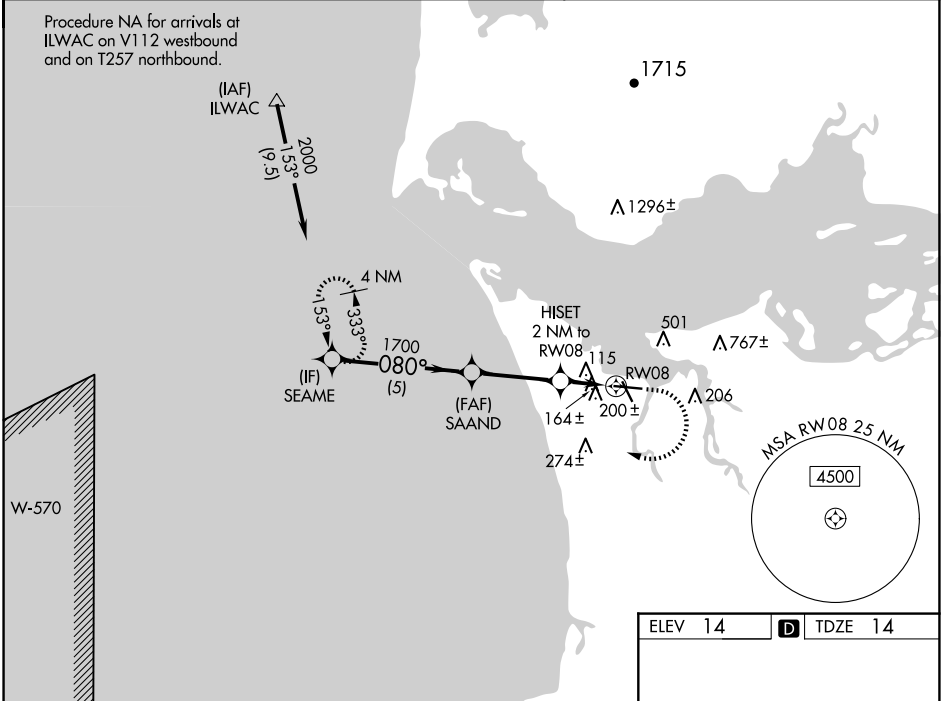 Procedure NA for arrivals at
ILWAC on V112 westbound
and on T257 northbound.
1715
(IAF)
ILWAC
2000
153°
(9.5)
1296±
4 NM
153°
333°
HISET
2 NM to
RW08
501
767±
1700
080°
(5)
115
RW08
(IF)
SEAME
(FAF)
SAAND
164±
200±
206
274±
MSA RW08 25 NM
4500
W-570
ELEV 14 D TDZE 14